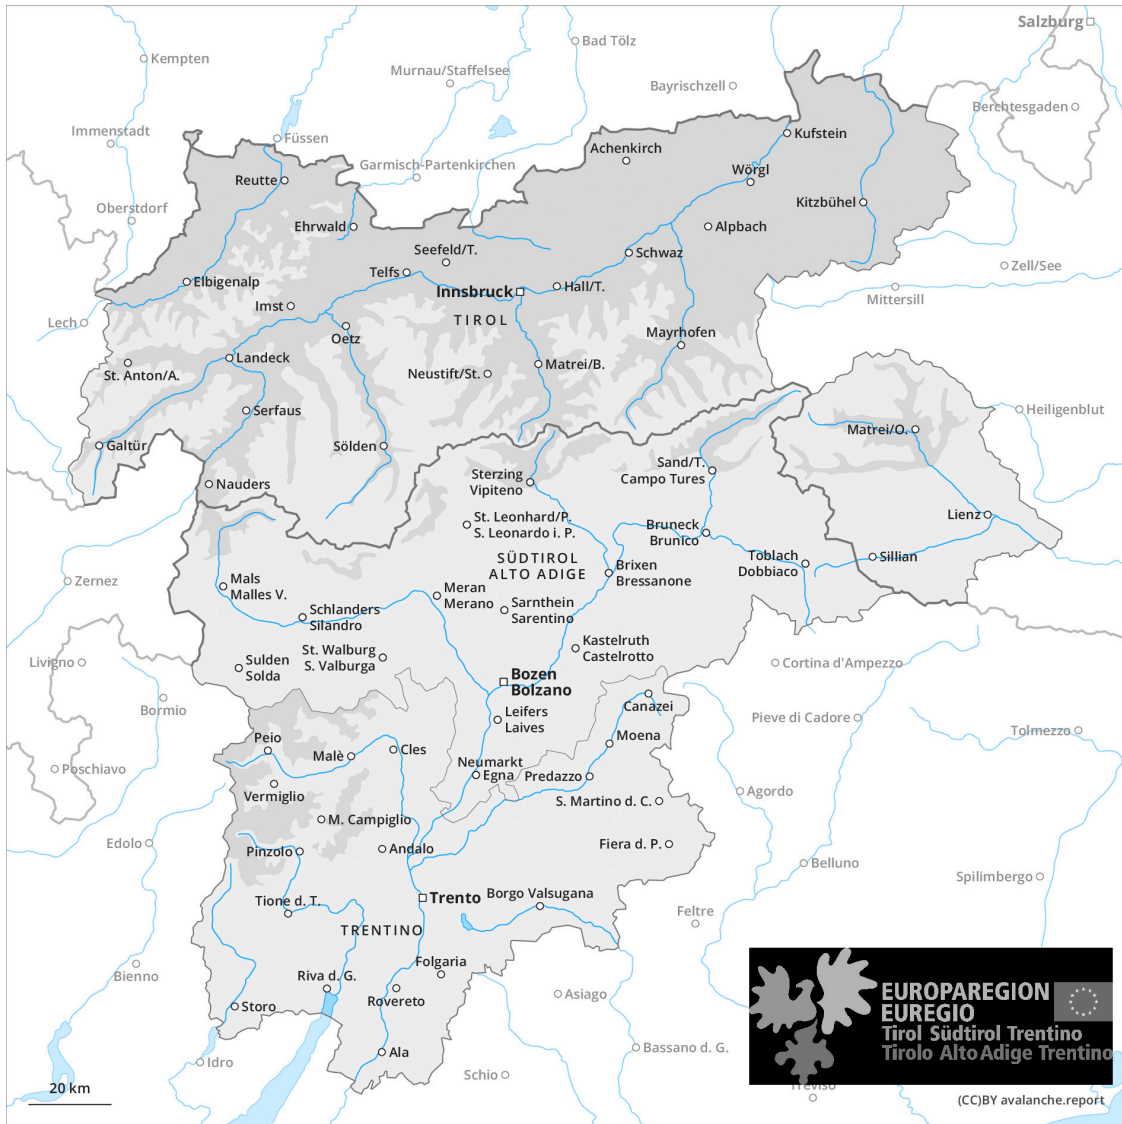 Salzburg
Bad Tölz
Kempten
Murnau/Staffelsee
Bayrischzell
Berchtesgaden
Immenstadt
Füssen
Kufstein
Achenkirch
Garmisch-Partenkirchen
Wörgl
Reutte
Kitzbühel
Oberstdorf
Ehrwald
Alpbach
Seefeld/T.
Schwaz
Zell/See
Telfs
Elbigenalp
Hall/T.
Innsbruck
Mittersill
Imst
TIROL
Lech
Mayrhofen
Oetz
Landeck
Matrei/B.
St. Anton/A.
Neustift/St.
Serfaus
Heiligenblut
Matrei/O.
Galtür
Sölden
Sand/T.
Campo Tures
Sterzing
Vipiteno
Nauders
Lienz
St. Leonhard/P.
S. Leonardo i. P.
Bruneck
Brunico
SÜDTIROL
ALTO ADIGE
Toblach
Dobbiaco
Sillian
Brixen
Bressanone
Zernez
Mals
Malles V.
Meran
Merano
Sarnthein
Sarentino
Schlanders
Silandro
Kastelruth
Castelrotto
St. Walburg
S. Valburga
Livigno
Sulden
Solda
Cortina d'Ampezzo
Bozen
Bolzano
Canazei
Bormio
Leifers
Laives
Pieve di Cadore
Tolmezzo
Peio
Moena
Malè
Cles
Neumarkt
Egna
Predazzo
Poschiavo
Vermiglio
S. Martino d. C.
Agordo
M. Campiglio
Edolo
Pinzolo
Andalo
Fiera d. P.
Belluno
Spilimbergo
Trento
Borgo Valsugana
Tione d. T.
Feltre
TRENTINO
Folgaria
Bienno
Riva d. G.
Rovereto
Asiago
Storo
EUROPAREGION
EUREGIO
Tirol Südtirol Trentino
Tirolo Alto Adige Trentino
Ala
Bassano d. G.
Idro
Schio
Treviso
20 km
(CC)BY avalanche.report